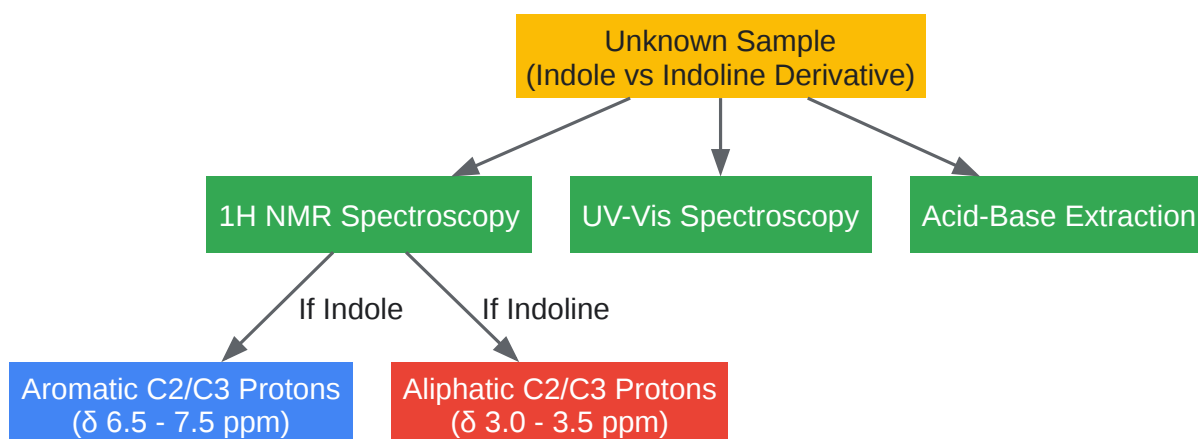 Unknown Sample
(Indole vs Indoline Derivative)
1H NMR Spectroscopy
UV-Vis Spectroscopy
Acid-Base Extraction
If Indole
If Indoline
Aromatic C2/C3 Protons
(δ 6.5 - 7.5 ppm)
Aliphatic C2/C3 Protons
(δ 3.0 - 3.5 ppm)